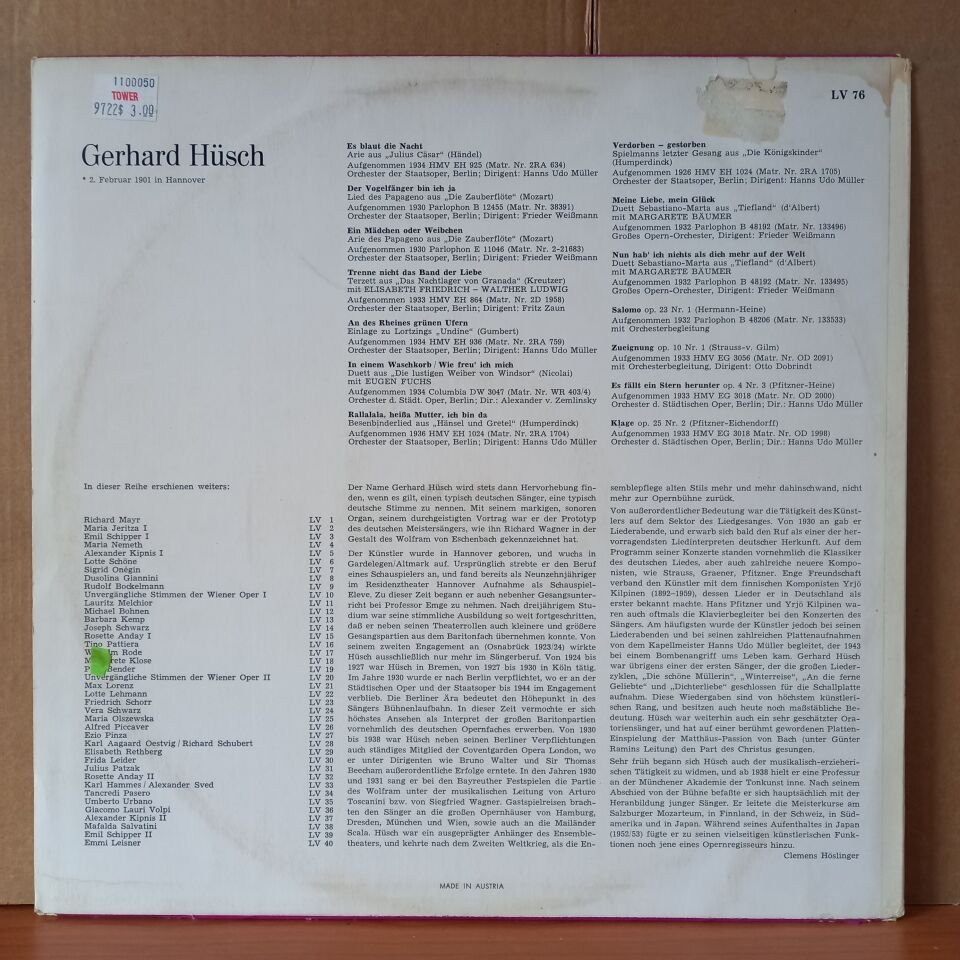 1100050
TOWER
9722$ 3.00
LV 76
Gerhard Hüsch
* 2. Februar 1901 in Hannover
Es blaut die Nacht
Arie aus „Julius Cäsar" (Händel)
Aufgenommen 1934 HMV EH 925 (Matr. Nr. 2RA 634)
Orchester der Staatsoper, Berlin; Dirigent: Hanns Udo Müller
Der Vogelfänger bin ich ja
Lied des Papageno aus „Die Zauberflöte" (Mozart)
Aufgenommen 1930 Parlophon B 12455 (Matr. Nr. 38391)
Orchester der Staatsoper, Berlin; Dirigent: Frieder Weißmann
Ein Mädchen oder Weibchen
Arie des Papageno aus „Die Zauberflöte" (Mozart)
Aufgenommen 1930 Parlophon E 11046 (Matr. Nr. 2-21683)
Orchester der Staatsoper, Berlin; Dirigent: Frieder Weißmann
Trenne nicht das Band der Liebe
Terzett aus „Das Nachtlager von Granada" (Kreutzer)
mit ELISABETH FRIEDRICH – WALTHER LUDWIG
Aufgenommen 1933 HMV EH 864 (Matr. Nr. 2D 1958)
Orchester der Staatsoper, Berlin; Dirigent: Fritz Zaun
An des Rheines grünen Ufern
Einlage zu Lortzings „Undine" (Gumbert)
Aufgenommen 1934 HMV EH 936 (Matr. Nr. 2RA 759)
Orchester der Staatsoper, Berlin; Dirigent: Hanns Udo Müller
In einem Waschkorb / Wie freu' ich mich
Duett aus „Die lustigen Weiber von Windsor" (Nicolai)
mit EUGEN FUCHS
Aufgenommen 1934 Columbia DW 3047 (Matr. Nr. WR 403/4)
Orchester d. Städt. Oper, Berlin; Dir.: Alexander v. Zemlinsky
Rallalala, heißa Mutter, ich bin da
Besenbinderlied aus „Hänsel und Gretel" (Humperdinck)
Aufgenommen 1936 HMV EH 1024 (Matr. Nr. 2RA 1704)
Orchester der Staatsoper, Berlin; Dirigent: Hanns Udo Müller
Verdorben – gestorben
Spielmanns letzter Gesang aus „Die Königskinder"
(Humperdinck)
Aufgenommen 1926 HMV EH 1024 (Matr. Nr. 2RA 1705)
Orchester der Staatsoper, Berlin; Dirigent: Hanns Udo Müller
Meine Liebe, mein Glück
Duett Sebastiano-Marta aus „Tiefland" (d'Albert)
mit MARGARETE BÄUMER
Aufgenommen 1932 Parlophon B 48192 (Matr. Nr. 133496)
Großes Opern-Orchester, Dirigent: Frieder Weißmann
Nun hab' ich nichts als dich mehr auf der Welt
Duett Sebastiano-Marta aus „Tiefland" (d'Albert)
mit MARGARETE BÄUMER
Aufgenommen 1932 Parlophon B 48192 (Matr. Nr. 133495)
Großes Opern-Orchester, Dirigent: Frieder Weißmann
Salomo op. 23 Nr. 1 (Hermann-Heine)
Aufgenommen 1932 Parlophon B 48206 (Matr. Nr. 133533)
mit Orchesterbegleitung
Zueignung op. 10 Nr. 1 (Strauss-v. Gilm)
Aufgenommen 1933 HMV EG 3056 (Matr. Nr. OD 2091)
mit Orchesterbegleitung, Dirigent: Otto Dobrindt
Es fällt ein Stern herunter op. 4 Nr. 3 (Pfitzner-Heine)
Aufgenommen 1933 HMV EG 3018 (Matr. Nr. OD 2000)
Orchester d. Städtischen Oper, Berlin; Dir.: Hanns Udo Müller
Klage op. 25 Nr. 2 (Pfitzner-Eichendorff)
Aufgenommen 1933 HMV EG 3018 Matr. Nr. OD 1998)
Orchester d. Städtischen Oper, Berlin; Dir.: Hanns Udo Müller
In dieser Reihe erschienen weiters:
Richard Mayr LV 1
Maria Jeritza I LV 2
Emil Schipper I LV 3
Maria Nemeth LV 4
Alexander Kipnis I LV 5
Lotte Schöne LV 6
Sigrid Onégin LV 7
Dusolina Giannini LV 8
Rudolf Bockelmann LV 9
Unvergängliche Stimmen der Wiener Oper I LV 10
Lauritz Melchior LV 11
Michael Bohnen LV 12
Barbara Kemp LV 13
Joseph Schwarz LV 14
Rosette Anday I LV 15
Tino Pattiera LV 16
Rode LV 17
Klose LV 18
Bender LV 19
Unvergängliche Stimmen der Wiener Oper II LV 20
Max Lorenz LV 21
Lotte Lehmann LV 22
Friedrich Schorr LV 23
Vera Schwarz LV 24
Maria Olszewska LV 25
Alfred Piccaver LV 26
Ezio Pinza LV 27
Karl Aagaard Oestvig / Richard Schubert LV 28
Elisabeth Rethberg LV 29
Frida Leider LV 30
Julius Patzak LV 31
Rosette Anday II LV 32
Karl Hammes / Alexander Sved LV 33
Tancredi Pasero LV 34
Umberto Urbano LV 35
Giacomo Lauri Volpi LV 36
Alexander Kipnis II LV 37
Mafalda Salvatini LV 38
Emil Schipper II LV 39
Emmi Leisner LV 40
Der Name Gerhard Hüsch wird stets dann Hervorhebung fin-
den, wenn es gilt, einen typisch deutschen Sänger, eine typisch
deutsche Stimme zu nennen. Mit seinem markigen, sonoren
Organ, seinem durchgeistigten Vortrag war er der Prototyp
des deutschen Meistersängers, wie ihn Richard Wagner in der
Gestalt des Wolfram von Eschenbach gekennzeichnet hat.
Der Künstler wurde in Hannover geboren, und wuchs in
Gardelegen/Altmark auf. Ursprünglich strebte er den Beruf
eines Schauspielers an, und fand bereits als Neunzehnjähriger
im Residenztheater Hannover Aufnahme als Schauspiel-
Eleve. Zu dieser Zeit begann er auch nebenher Gesangsunter-
richt bei Professor Emge zu nehmen. Nach dreijährigem Stu-
dium war seine stimmliche Ausbildung so weit fortgeschritten,
daß er neben seinen Theaterrollen auch kleinere und größere
Gesangspartien aus dem Baritonfach übernehmen konnte. Von
seinem zweiten Engagement an (Osnabrück 1923/24) wirkte
Hüsch ausschließlich nur mehr im Sängerberuf. Von 1924 bis
1927 war Hüsch in Bremen, von 1927 bis 1930 in Köln tätig.
Im Jahre 1930 wurde er nach Berlin verpflichtet, wo er an der
Städtischen Oper und der Staatsoper bis 1944 im Engagement
verblieb. Die Berliner Ära bedeutet den Höhepunkt in des
Sängers Bühnenlaufbahn. In dieser Zeit vermochte er sich
höchstes Ansehen als Interpret der großen Baritonpartien
vornehmlich des deutschen Opernfaches erwerben. Von 1930
bis 1938 war Hüsch neben seinen Berliner Verpflichtungen
auch ständiges Mitglied der Coventgarden Opera London, wo
er unter Dirigenten wie Bruno Walter und Sir Thomas
Beecham außerordentliche Erfolge erntete. In den Jahren 1930
und 1931 sang er bei den Bayreuther Festspielen die Partie
des Wolfram unter der musikalischen Leitung von Arturo
Toscanini bzw. von Siegfried Wagner. Gastspielreisen brach-
ten den Sänger an die großen Opernhäuser von Hamburg,
Dresden, München und Wien, sowie auch an die Mailänder
Scala. Hüsch war ein ausgeprägter Anhänger des Ensemble-
theaters, und kehrte nach dem Zweiten Weltkrieg, als die En-
semblepflege alten Stils mehr und mehr dahinschwand, nicht
mehr zur Opernbühne zurück.
Von außerordentlicher Bedeutung war die Tätigkeit des Künst-
lers auf dem Sektor des Liedgesanges. Von 1930 an gab er
Liederabende, und erwarb sich bald den Ruf als einer der her-
vorragendsten Liedinterpreten deutscher Herkunft. Auf dem
Programm seiner Konzerte standen vornehmlich die Klassiker
des deutschen Liedes, aber auch zahlreiche neuere Kompo-
nisten, wie Strauss, Graener, Pfitzner. Enge Freundschaft
verband den Künstler mit dem finnischen Komponisten Yrjö
Kilpinen (1892–1959), dessen Lieder er in Deutschland als
erster bekannt machte. Hans Pfitzner und Yrjö Kilpinen wa-
ren auch oftmals die Klavierbegleiter bei den Konzerten des
Sängers. Am häufigsten wurde der Künstler jedoch bei seinen
Liederabenden und bei seinen zahlreichen Plattenaufnahmen
von dem Kapellmeister Hanns Udo Müller begleitet, der 1943
bei einem Bombenangriff ums Leben kam. Gerhard Hüsch
war übrigens einer der ersten Sänger, der die großen Lieder-
zyklen, „Die schöne Müllerin", „Winterreise", „An die ferne
Geliebte" und „Dichterliebe" geschlossen für die Schallplatte
aufnahm. Diese Wiedergaben sind von höchstem künstleri-
schen Rang, und besitzen auch heute noch maßstäbliche Be-
deutung. Hüsch war weiterhin auch ein sehr geschätzter Ora-
toriensänger, und hat auf einer berühmt gewordenen Platten-
Einspielung der Matthäus-Passion von Bach (unter Günter
Ramins Leitung) den Part des Christus gesungen.
Sehr früh begann sich Hüsch auch der musikalisch-erzieheri-
schen Tätigkeit zu widmen, und ab 1938 hielt er eine Professur
an der Münchner Akademie der Tonkunst inne. Nach seinem
Abschied von der Bühne befaßte er sich hauptsächlich mit der
Heranbildung junger Sänger. Er leitete die Meisterkurse am
Salzburger Mozarteum, in Finnland, in der Schweiz, in Süd-
amerika und in Japan. Während seines Aufenthaltes in Japan
(1952/53) fügte er zu seinen vielseitigen künstlerischen Funk-
tionen noch jene eines Opernregisseurs hinzu.
Clemens Höslinger
MADE IN AUSTRIA